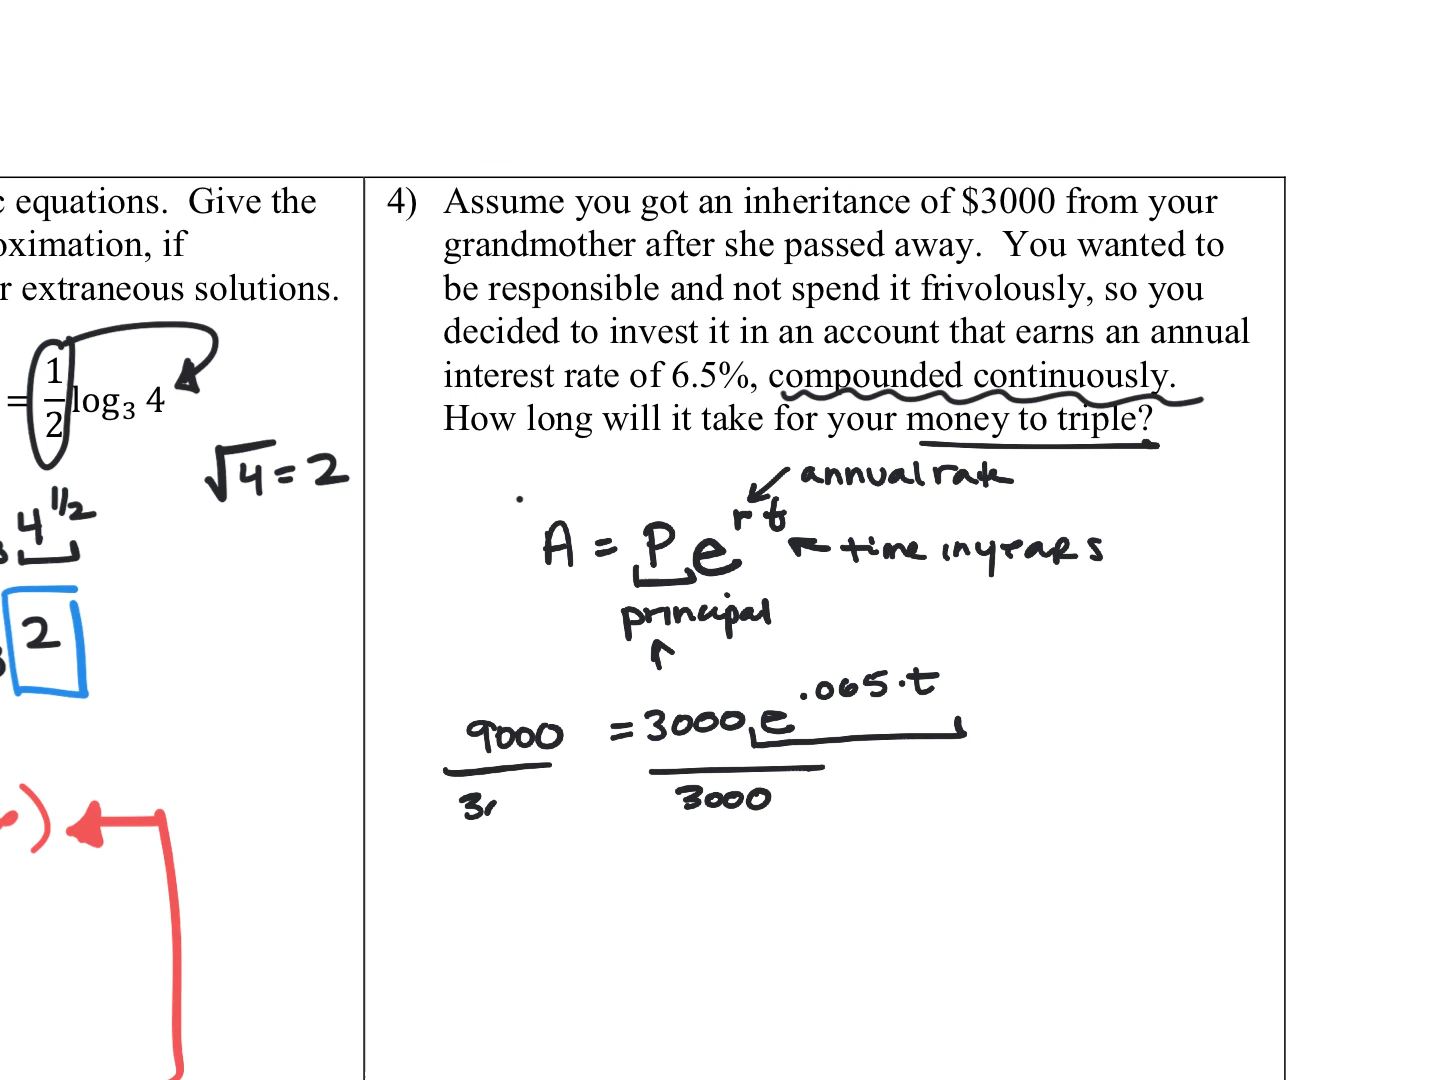 c equations. Give the
oximation, if
r extraneous solutions.
= 1/2 log₃ 4
√4 = 2
4^1/2
2
)
4) Assume you got an inheritance of $3000 from your
grandmother after she passed away. You wanted to
be responsible and not spend it frivolously, so you
decided to invest it in an account that earns an annual
interest rate of 6.5%, compounded continuously.
How long will it take for your money to triple?
annual rate
A = Pe^rt
time in years
principal
9000 = 3000 e^.065·t
3 3000